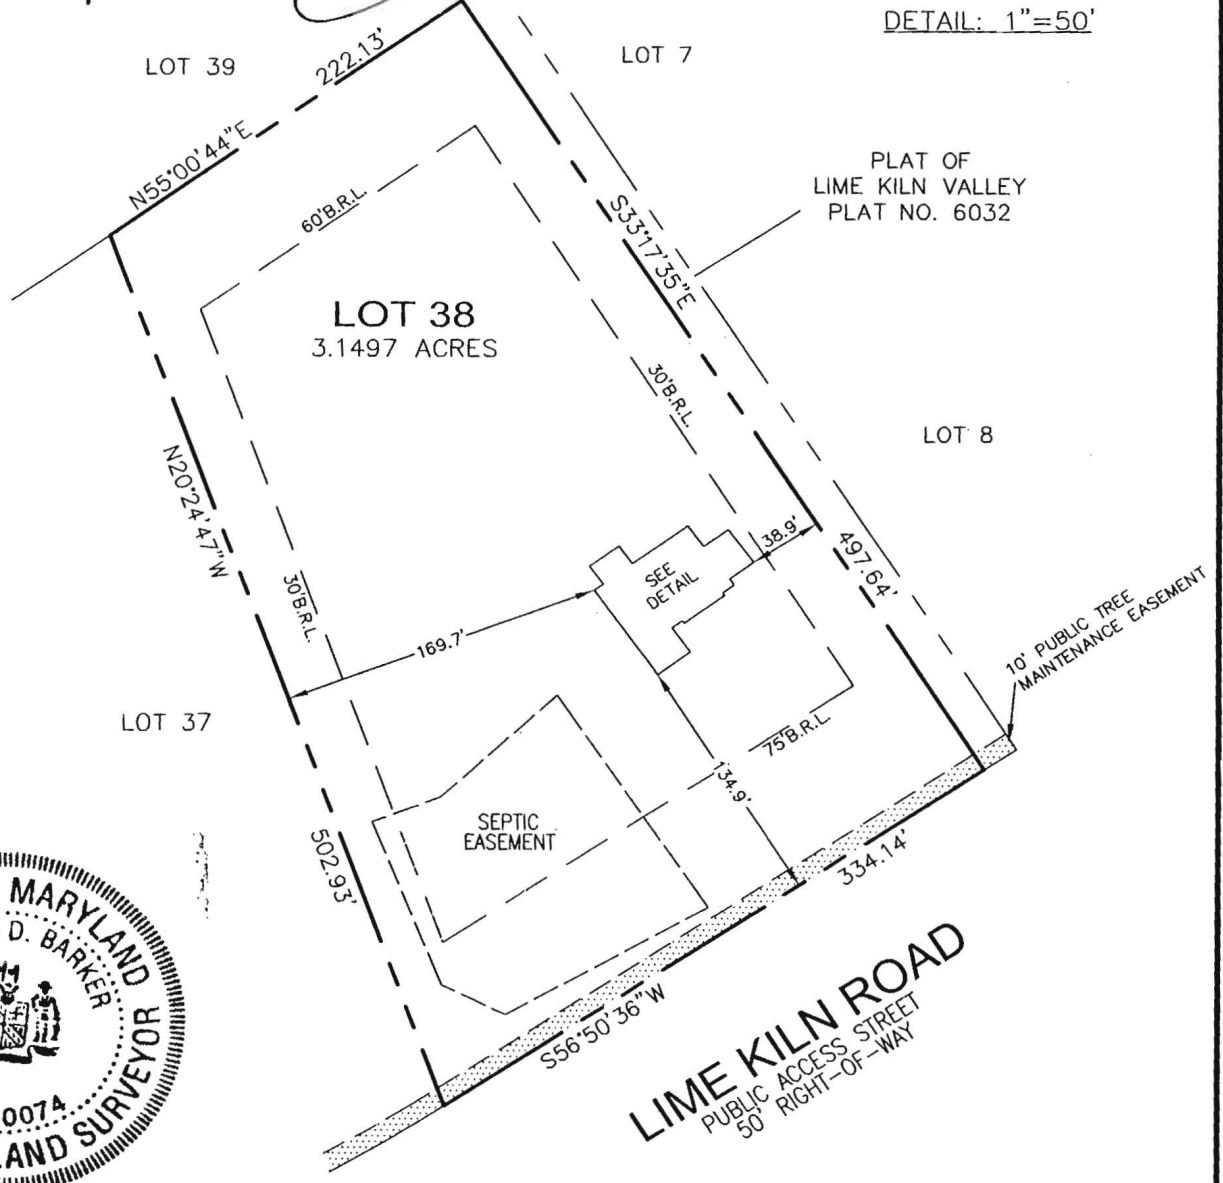 DETAIL: 1"=50'
LOT 39
222.13'
LOT 7
N55°00'44"E
PLAT OF
LIME KILN VALLEY
PLAT NO. 6032
60'B.R.L.
S33°17'35"E
LOT 38
3.1497 ACRES
30'B.R.L.
LOT 8
N20°24'47"W
38.9'
497.64'
SEE
DETAIL
30'B.R.L.
169.7'
10' PUBLIC TREE
MAINTENANCE EASEMENT
LOT 37
75'B.R.L.
134.9'
SEPTIC
EASEMENT
502.93'
334.14'
S56°50'36"W
LIME KILN ROAD
PUBLIC ACCESS STREET
50' RIGHT-OF-WAY
MARYLAND
D. BARKER
0074
LAND SURVEYOR